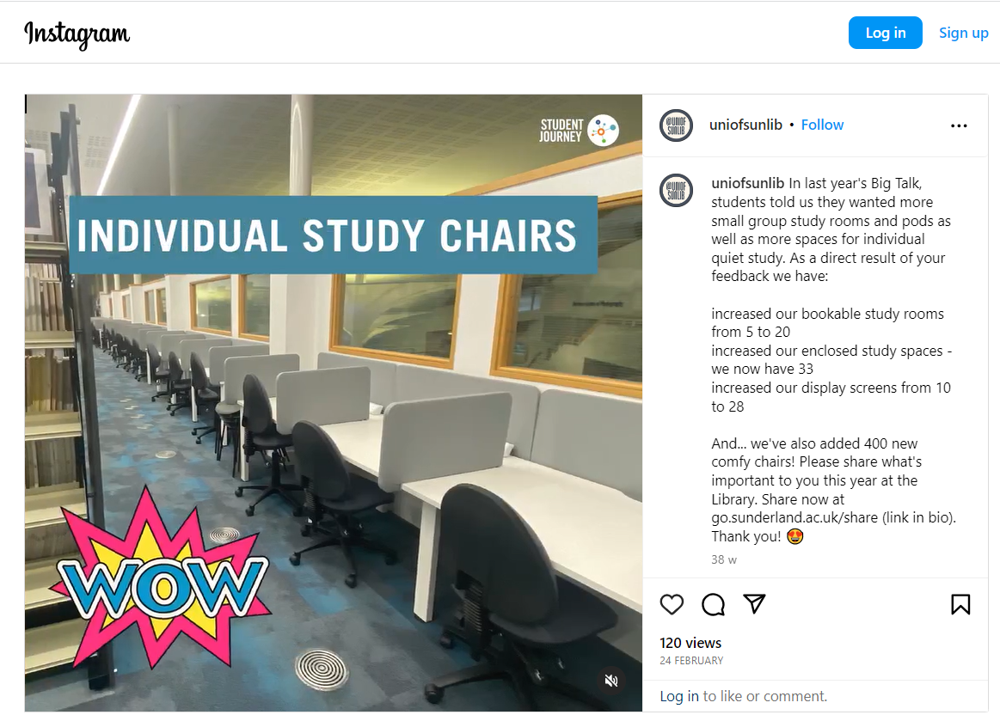 Instagram
Log in
Sign up
STUDENT
JOURNEY
INDIVIDUAL STUDY CHAIRS
WOW
@UNIOF
SUNLIB
uniofsunlib • Follow
@UNIOF
SUNLIB
uniofsunlib In last year's Big Talk,
students told us they wanted more
small group study rooms and pods as
well as more spaces for individual
quiet study. As a direct result of your
feedback we have:
increased our bookable study rooms
from 5 to 20
increased our enclosed study spaces -
we now have 33
increased our display screens from 10
to 28
And... we've also added 400 new
comfy chairs! Please share what's
important to you this year at the
Library. Share now at
go.sunderland.ac.uk/share (link in bio).
Thank you! 😍
38 w
120 views
24 FEBRUARY
Log in to like or comment.